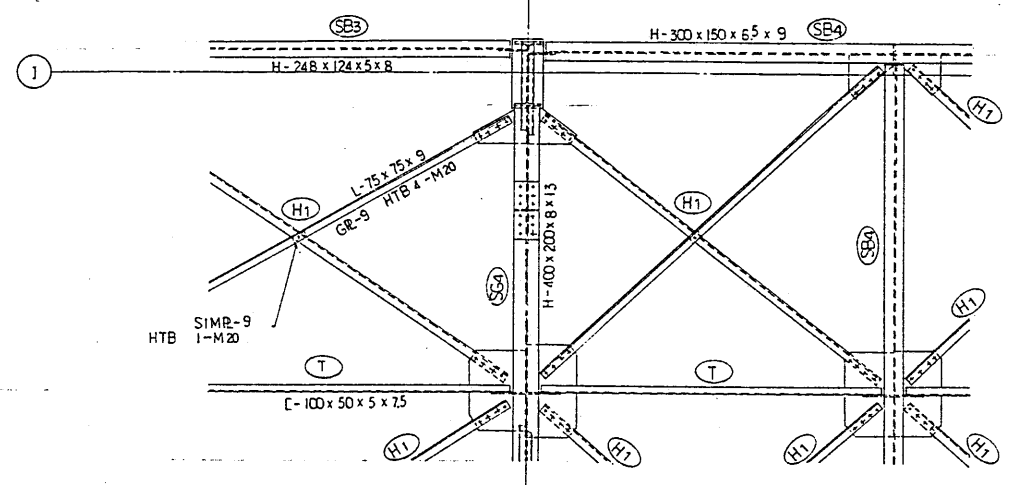 SB3
H-300 x 150 x 6.5 x 9
SB4
1
H-248 x 124 x 5 x 8
H1
L-75 x 75 x 9
GPL-9 HTB 4-M20
H1
H1
H-400 x 200 x 8 x 13
SB4
SG4
H1
SIMPL-9
HTB 1-M20
T
T
[-100 x 50 x 5 x 7.5
H1
H1
H1
H1